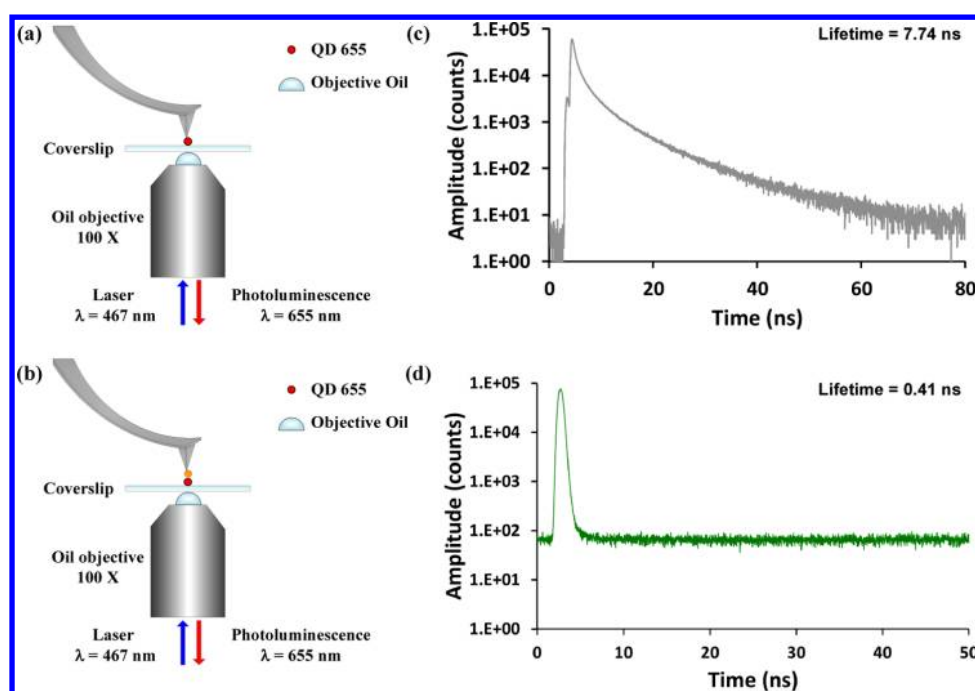 (a)
QD 655
Objective Oil
Coverslip
Oil objective
100 X
Laser
λ = 467 nm
Photoluminescence
λ = 655 nm
(c)
Lifetime = 7.74 ns
Amplitude (counts)
1.E+05
1.E+04
1.E+03
1.E+02
1.E+01
1.E+00
0 20 40 60 80
Time (ns)
(b)
QD 655
Objective Oil
Coverslip
Oil objective
100 X
Laser
λ = 467 nm
Photoluminescence
λ = 655 nm
(d)
Lifetime = 0.41 ns
Amplitude (counts)
1.E+05
1.E+04
1.E+03
1.E+02
1.E+01
1.E+00
0 10 20 30 40 50
Time (ns)